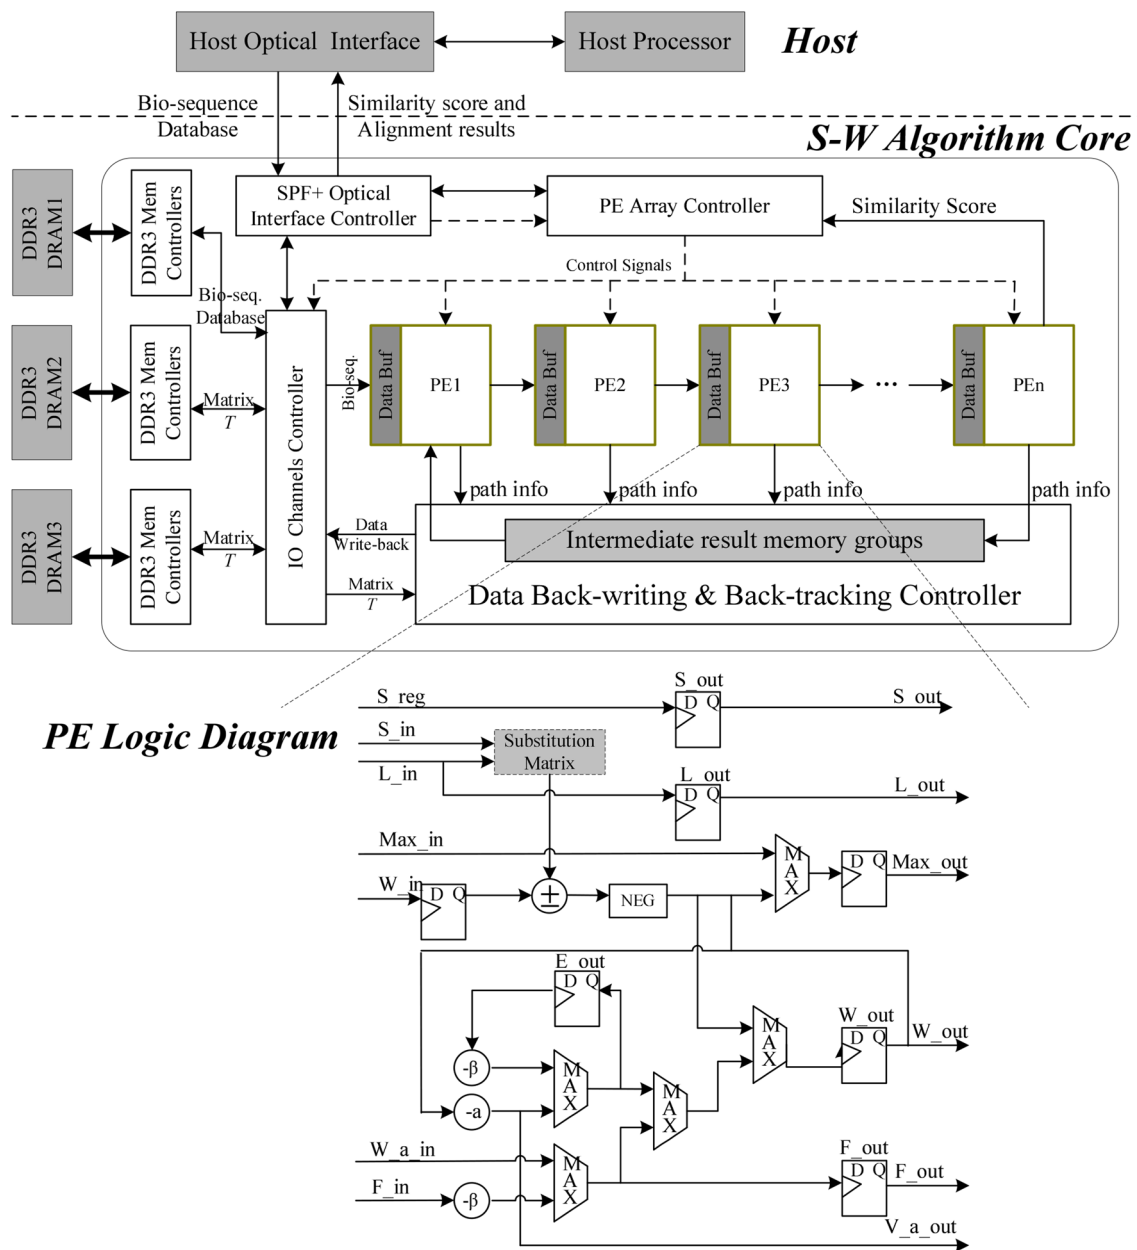 Host Optical Interface
Host Processor
Host
Bio-sequence
Database
Similarity score and
Alignment results
S-W Algorithm Core
DDR3
DRAM1
DDR3 Mem
Controllers
SPF+ Optical
Interface Controller
PE Array Controller
Similarity Score
Control Signals
Bio-seq.
Database
DDR3
DRAM2
DDR3 Mem
Controllers
Matrix
T
IO Channels Controller
Bio-seq.
Data Buf
PE1
Data Buf
PE2
Data Buf
PE3
...
Data Buf
PEn
path info
path info
path info
path info
DDR3
DRAM3
DDR3 Mem
Controllers
Matrix
T
Data
Write-back
Matrix
T
Intermediate result memory groups
Data Back-writing & Back-tracking Controller
PE Logic Diagram
S_reg
S_out
D Q
S_out
S_in
L_in
Substitution
Matrix
L_out
D Q
L_out
Max_in
MAX
D Q
Max_out
W_in
D Q
±
NEG
E_out
D Q
-β
MAX
-a
MAX
MAX
W_out
D Q
W_out
W_a_in
F_in
-β
MAX
F_out
D Q
F_out
V_a_out